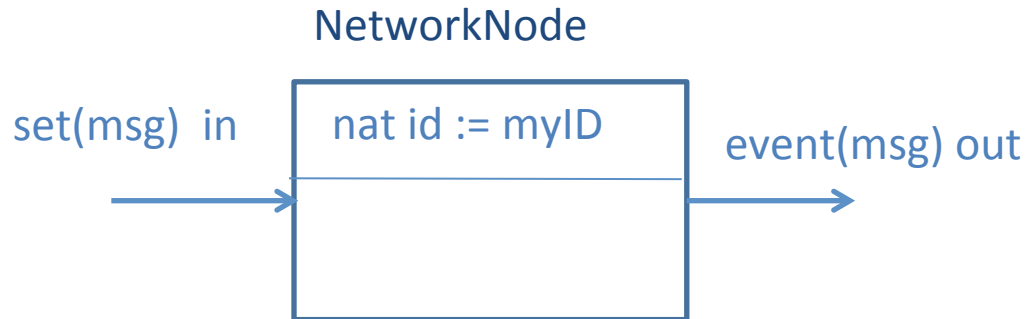 NetworkNode
set(msg) in
nat id := myID
event(msg) out